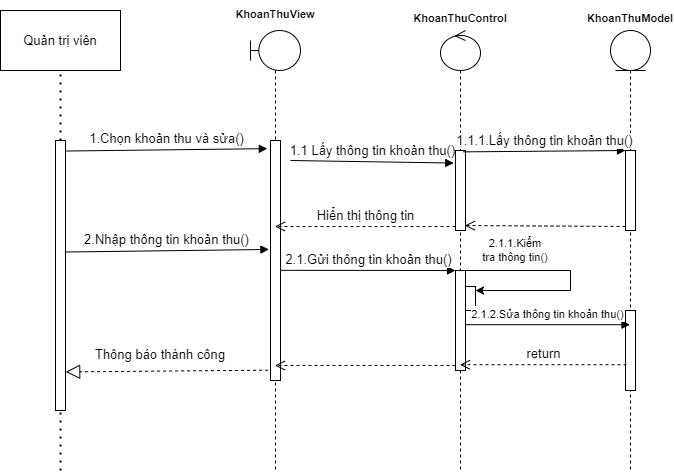 KhoanThuView
KhoanThuControl
KhoanThuModel
Quản trị viên
1.Chọn khoản thu và sửa()
1.1 Lấy thông tin khoản thu()
1.1.1.Lấy thông tin khoản thu()
Hiển thị thông tin
2.Nhập thông tin khoản thu()
2.1.Gửi thông tin khoản thu()
2.1.1.Kiểm
tra thông tin()
2.1.2.Sửa thông tin khoản thu()
Thông báo thành công
return